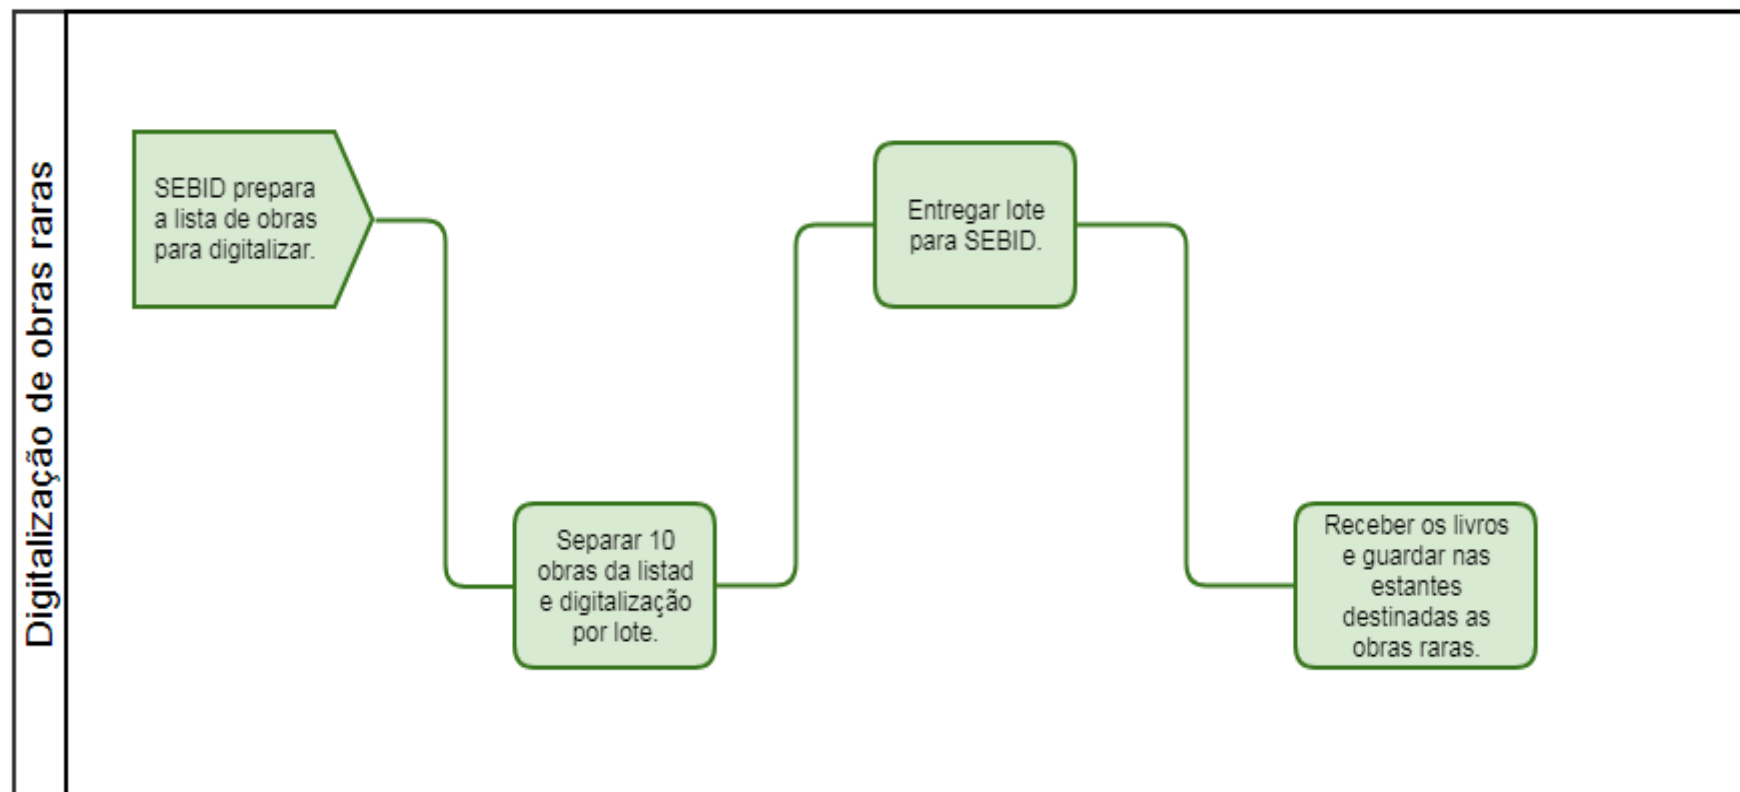 Digitalização de obras raras
SEBID prepara
a lista de obras
para digitalizar.
Separar 10
obras da listad
e digitalização
por lote.
Entregar lote
para SEBID.
Receber os livros
e guardar nas
estantes
destinadas as
obras raras.